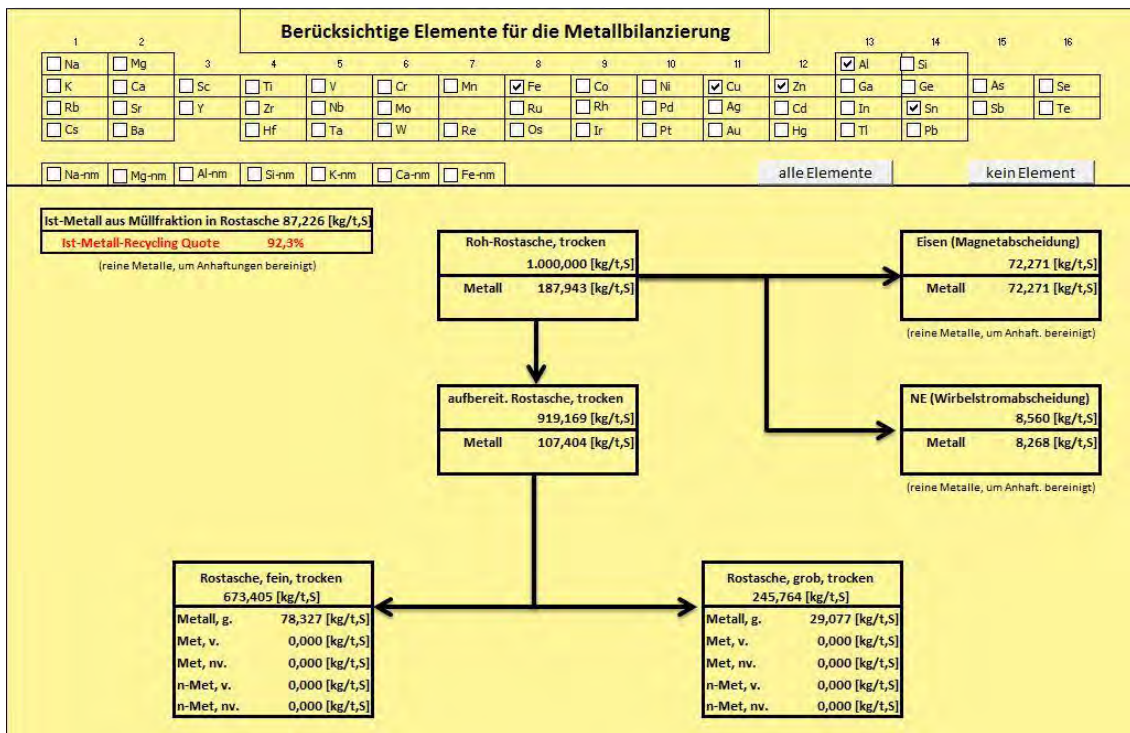 Berücksichtige Elemente für die Metallbilanzierung
1 2 13 14 15 16
Na Mg 3 4 5 6 7 8 9 10 11 12 Al Si
K Ca Sc Ti V Cr Mn Fe Co Ni Cu Zn Ga Ge As Se
Rb Sr Y Zr Nb Mo Ru Rh Pd Ag Cd In Sn Sb Te
Cs Ba Hf Ta W Re Os Ir Pt Au Hg Tl Pb
Na-nm Mg-nm Al-nm Si-nm K-nm Ca-nm Fe-nm alle Elemente kein Element
Ist-Metall aus Müllfraktion in Rostasche 87,226 [kg/t,S]
Ist-Metall-Recycling Quote 92,3%
(reine Metalle, um Anhaftungen bereinigt)
Roh-Rostasche, trocken
1.000,000 [kg/t,S]
Metall 187,943 [kg/t,S]
Eisen (Magnetabscheidung)
72,271 [kg/t,S]
Metall 72,271 [kg/t,S]
(reine Metalle, um Anhaft. bereinigt)
aufbereit. Rostasche, trocken
919,169 [kg/t,S]
Metall 107,404 [kg/t,S]
NE (Wirbelstromabscheidung)
8,560 [kg/t,S]
Metall 8,268 [kg/t,S]
(reine Metalle, um Anhaft. bereinigt)
Rostasche, fein, trocken
673,405 [kg/t,S]
Metall, g. 78,327 [kg/t,S]
Met, v. 0,000 [kg/t,S]
Met, nv. 0,000 [kg/t,S]
n-Met, v. 0,000 [kg/t,S]
n-Met, nv. 0,000 [kg/t,S]
Rostasche, grob, trocken
245,764 [kg/t,S]
Metall, g. 29,077 [kg/t,S]
Met, v. 0,000 [kg/t,S]
Met, nv. 0,000 [kg/t,S]
n-Met, v. 0,000 [kg/t,S]
n-Met, nv. 0,000 [kg/t,S]